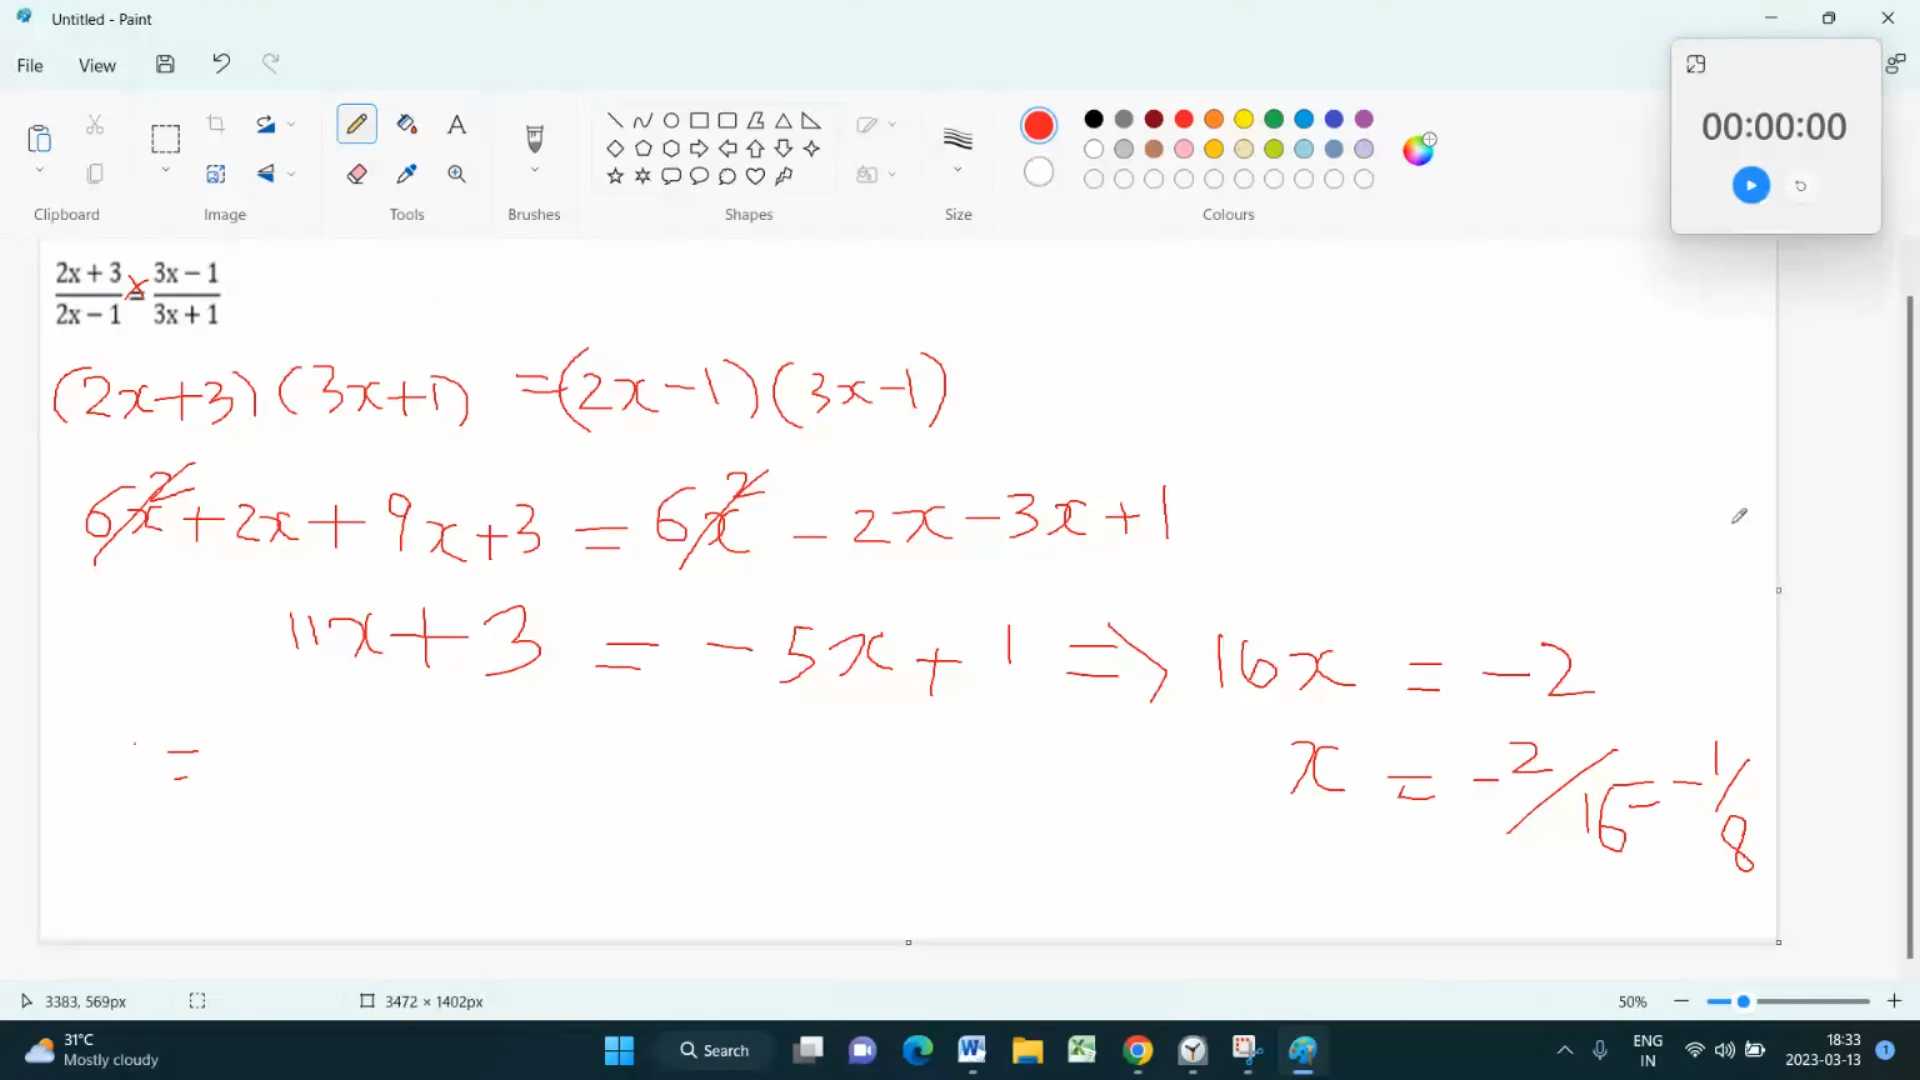 Untitled - Paint
File View
00:00:00
Clipboard Image Tools Brushes Shapes Size Colours
2x + 3 / 2x − 1 = 3x − 1 / 3x + 1
×
(2x+3) (3x+1) =(2x-1)(3x-1)
6x²+2x+9x+3 = 6x² - 2x-3x+1
11x+3 = -5x+1 => 16x = -2
=
x = -2/16 = -1/8
3383, 569px 3472 × 1402px 50%
31°C
Mostly cloudy
Search
ENG
IN
18:33
2023-03-13
1